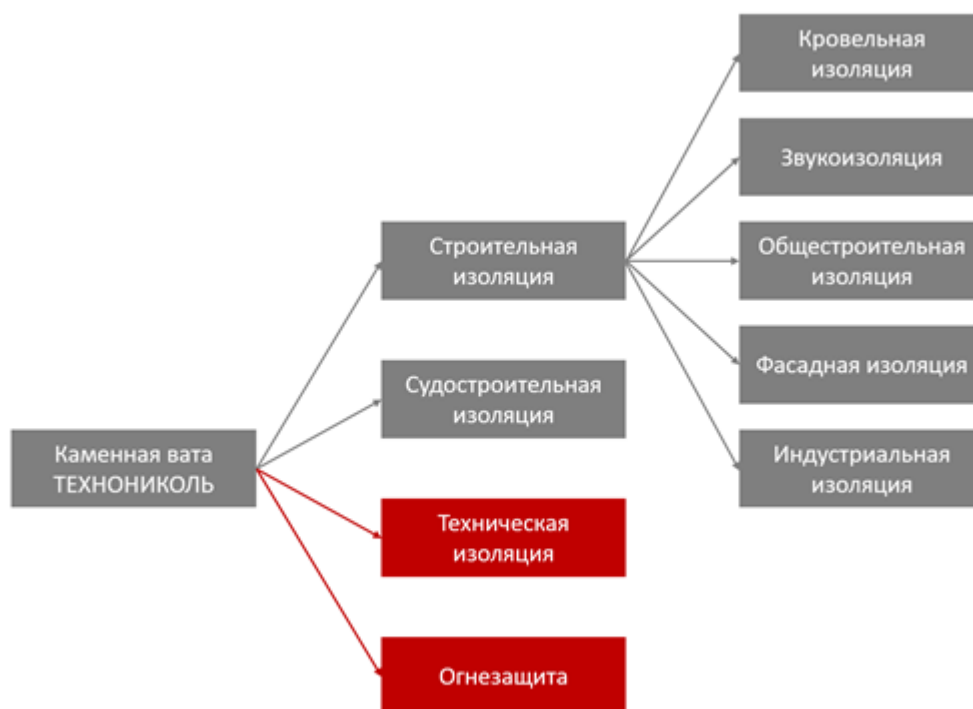 Кровельная
изоляция
Звукоизоляция
Строительная
изоляция
Общестроительная
изоляция
Фасадная изоляция
Судостроительная
изоляция
Каменная вата
ТЕХНОНИКОЛЬ
Индустриальная
изоляция
Техническая
изоляция
Огнезащита